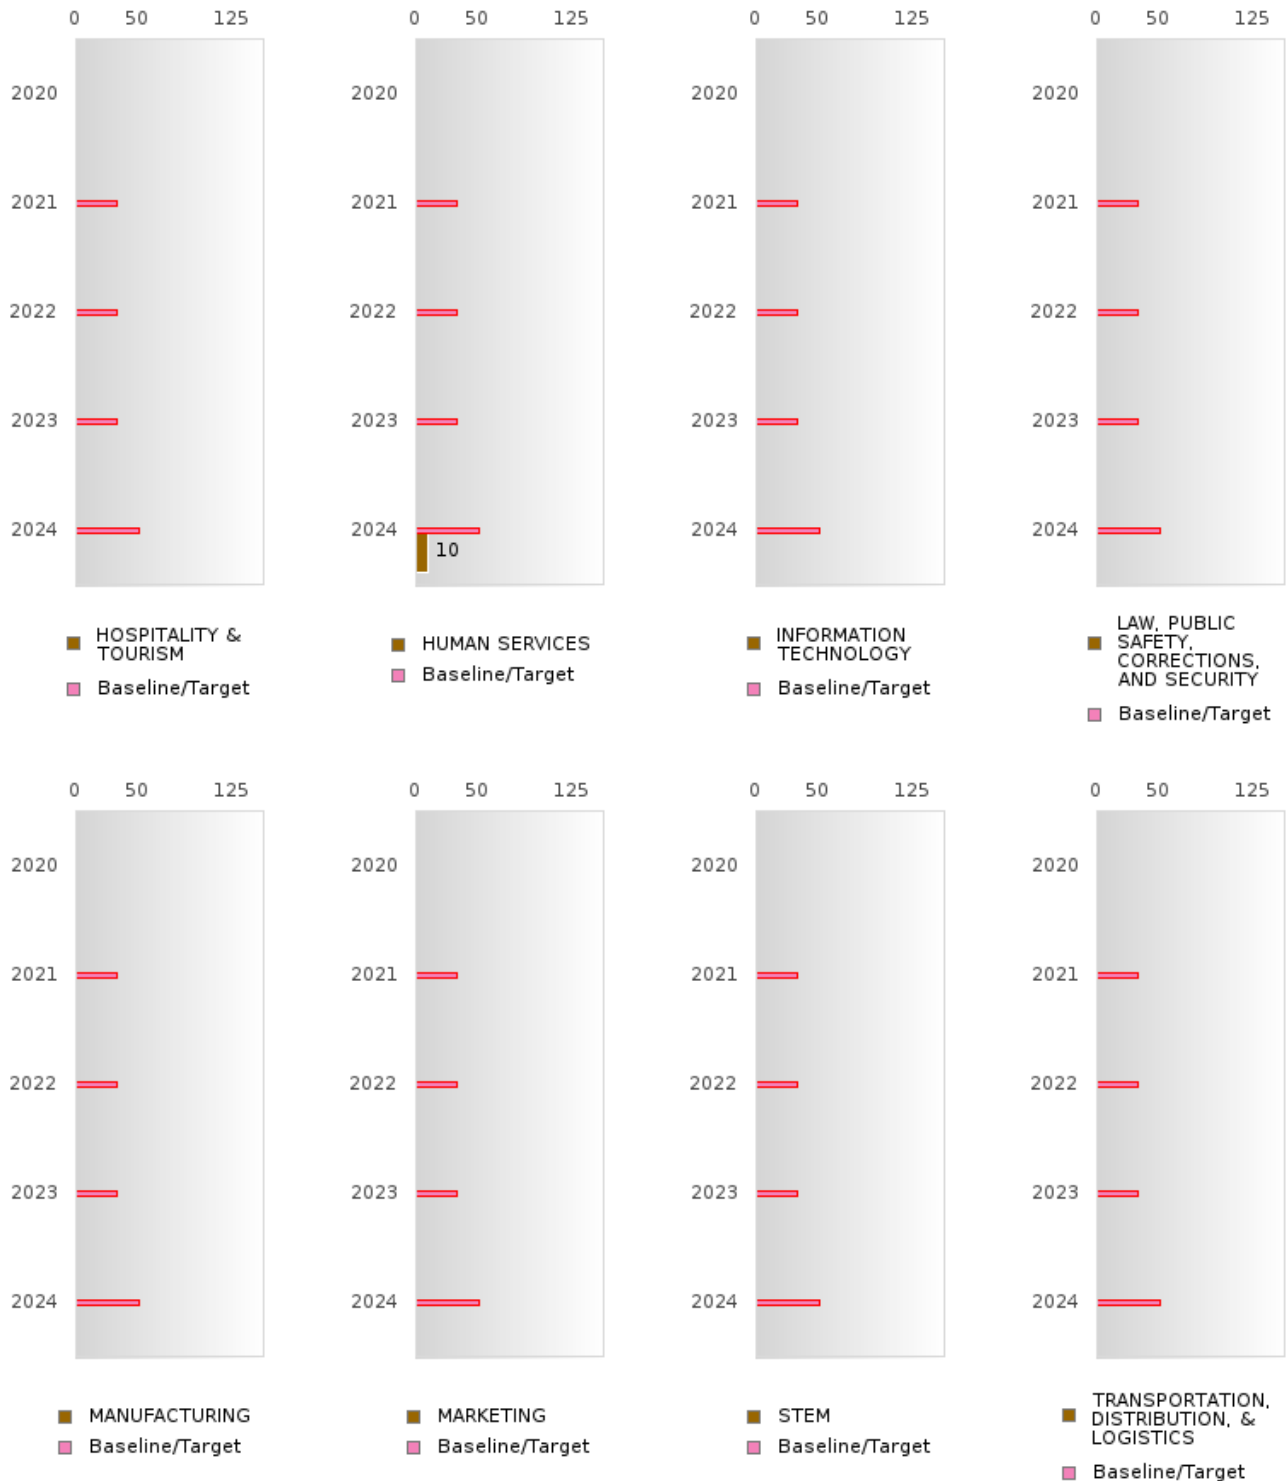 0 50 125 0 50 125 0 50 125 0 50 125
2020 2020 2020 2020
2021 2021 2021 2021
2022 2022 2022 2022
2023 2023 2023 2023
2024 2024 2024 2024
10
HOSPITALITY &
TOURISM
Baseline/Target
HUMAN SERVICES
Baseline/Target
INFORMATION
TECHNOLOGY
Baseline/Target
LAW, PUBLIC
SAFETY,
CORRECTIONS,
AND SECURITY
Baseline/Target
0 50 125 0 50 125 0 50 125 0 50 125
2020 2020 2020 2020
2021 2021 2021 2021
2022 2022 2022 2022
2023 2023 2023 2023
2024 2024 2024 2024
MANUFACTURING
Baseline/Target
MARKETING
Baseline/Target
STEM
Baseline/Target
TRANSPORTATION,
DISTRIBUTION, &
LOGISTICS
Baseline/Target